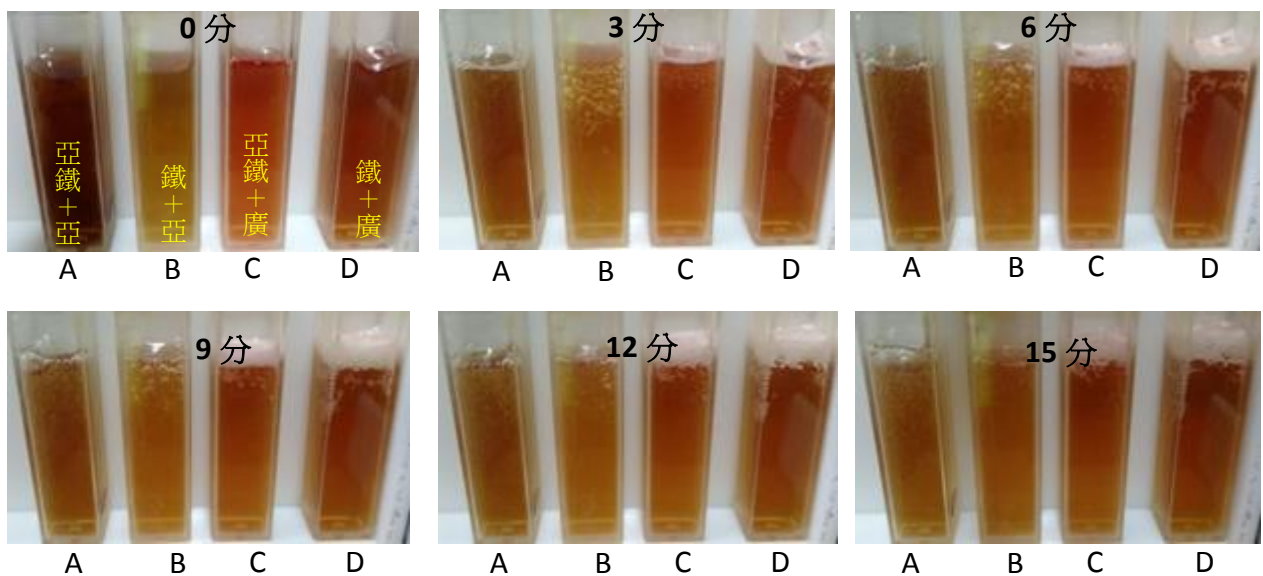 0 分
亞鐵+亞
鐵+亞
亞鐵+廣
鐵+廣
A B C D
3 分
A B C D
6 分
A B C D
9 分
A B C D
12 分
A B C D
15 分
A B C D